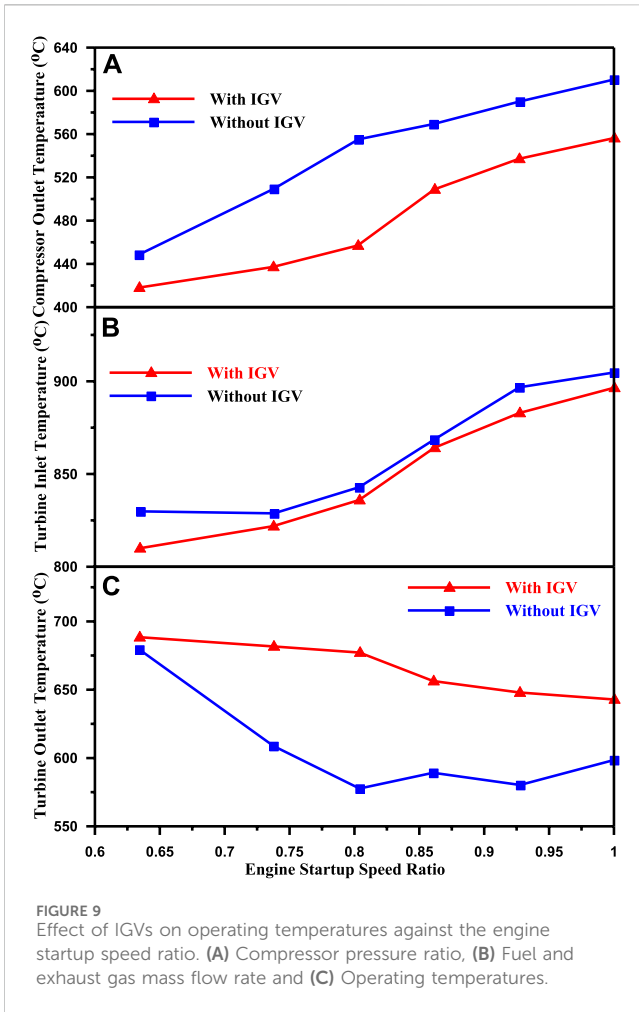 A
640
600
560
520
480
440
400
Compressor Outlet Temperaature (⁰C)
With IGV
Without IGV
B
900
850
800
Turbine Inlet Temperature (⁰C)
With IGV
Without IGV
C
700
650
600
550
Turbine Outlet Temperature (⁰C)
With IGV
Without IGV
0.6 0.65 0.7 0.75 0.8 0.85 0.9 0.95 1
Engine Startup Speed Ratio
FIGURE 9
Effect of IGVs on operating temperatures against the engine
startup speed ratio. (A) Compressor pressure ratio, (B) Fuel and
exhaust gas mass flow rate and (C) Operating temperatures.